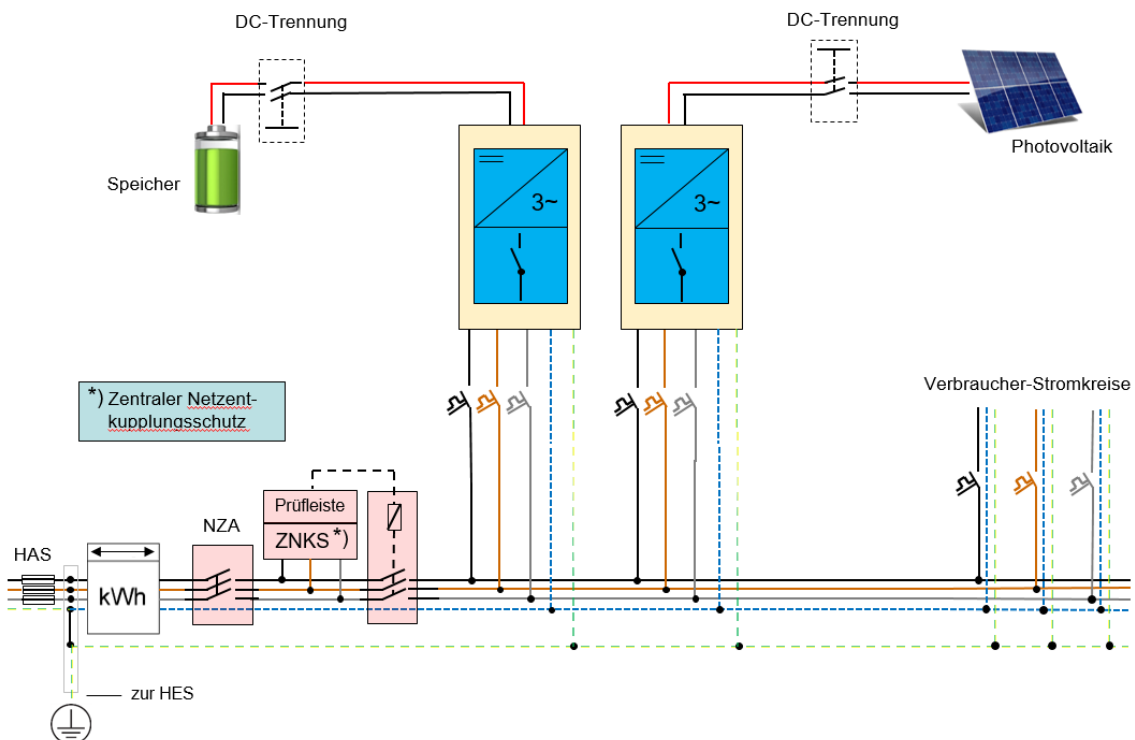 DC-Trennung
DC-Trennung
Speicher
Photovoltaik
3~
3~
*) Zentraler Netzent-
kupplungsschutz
Verbraucher-Stromkreise
HAS
NZA
Prüfleiste
ZNKS *)
kWh
zur HES